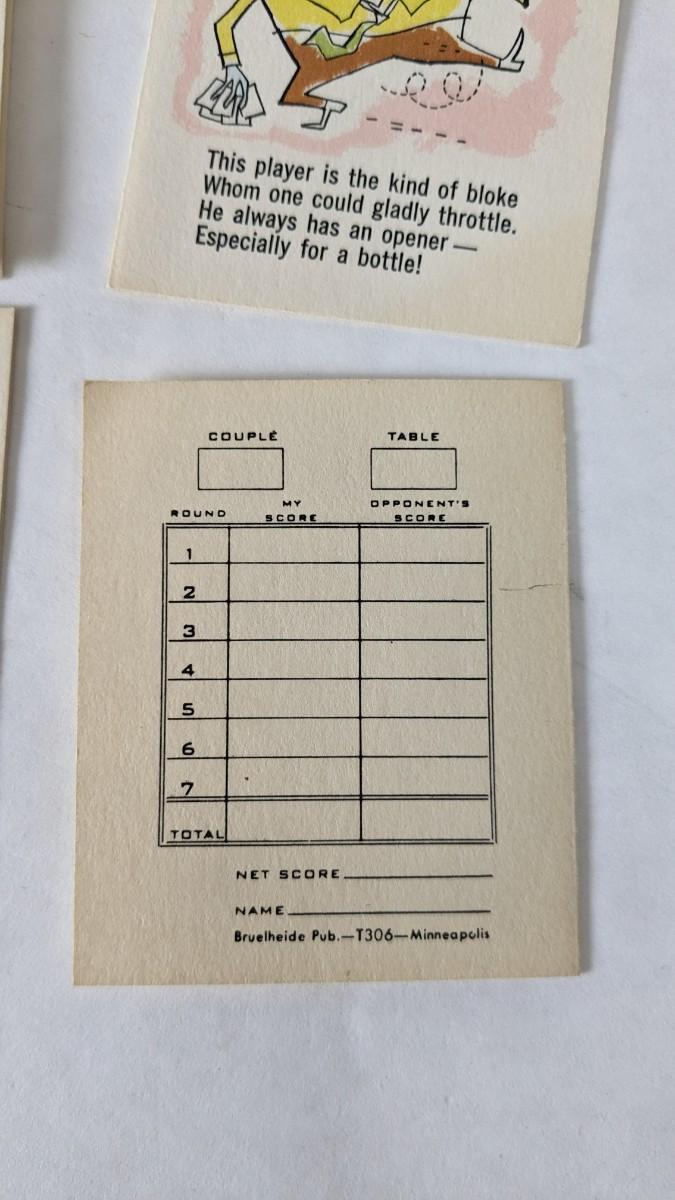 This player is the kind of bloke
Whom one could gladly throttle.
He always has an opener —
Especially for a bottle!
COUPLE TABLE
ROUND MY SCORE OPPONENT'S SCORE
1
2
3
4
5
6
7
TOTAL
NET SCORE
NAME
Bruelheide Pub.—T306—Minneapolis